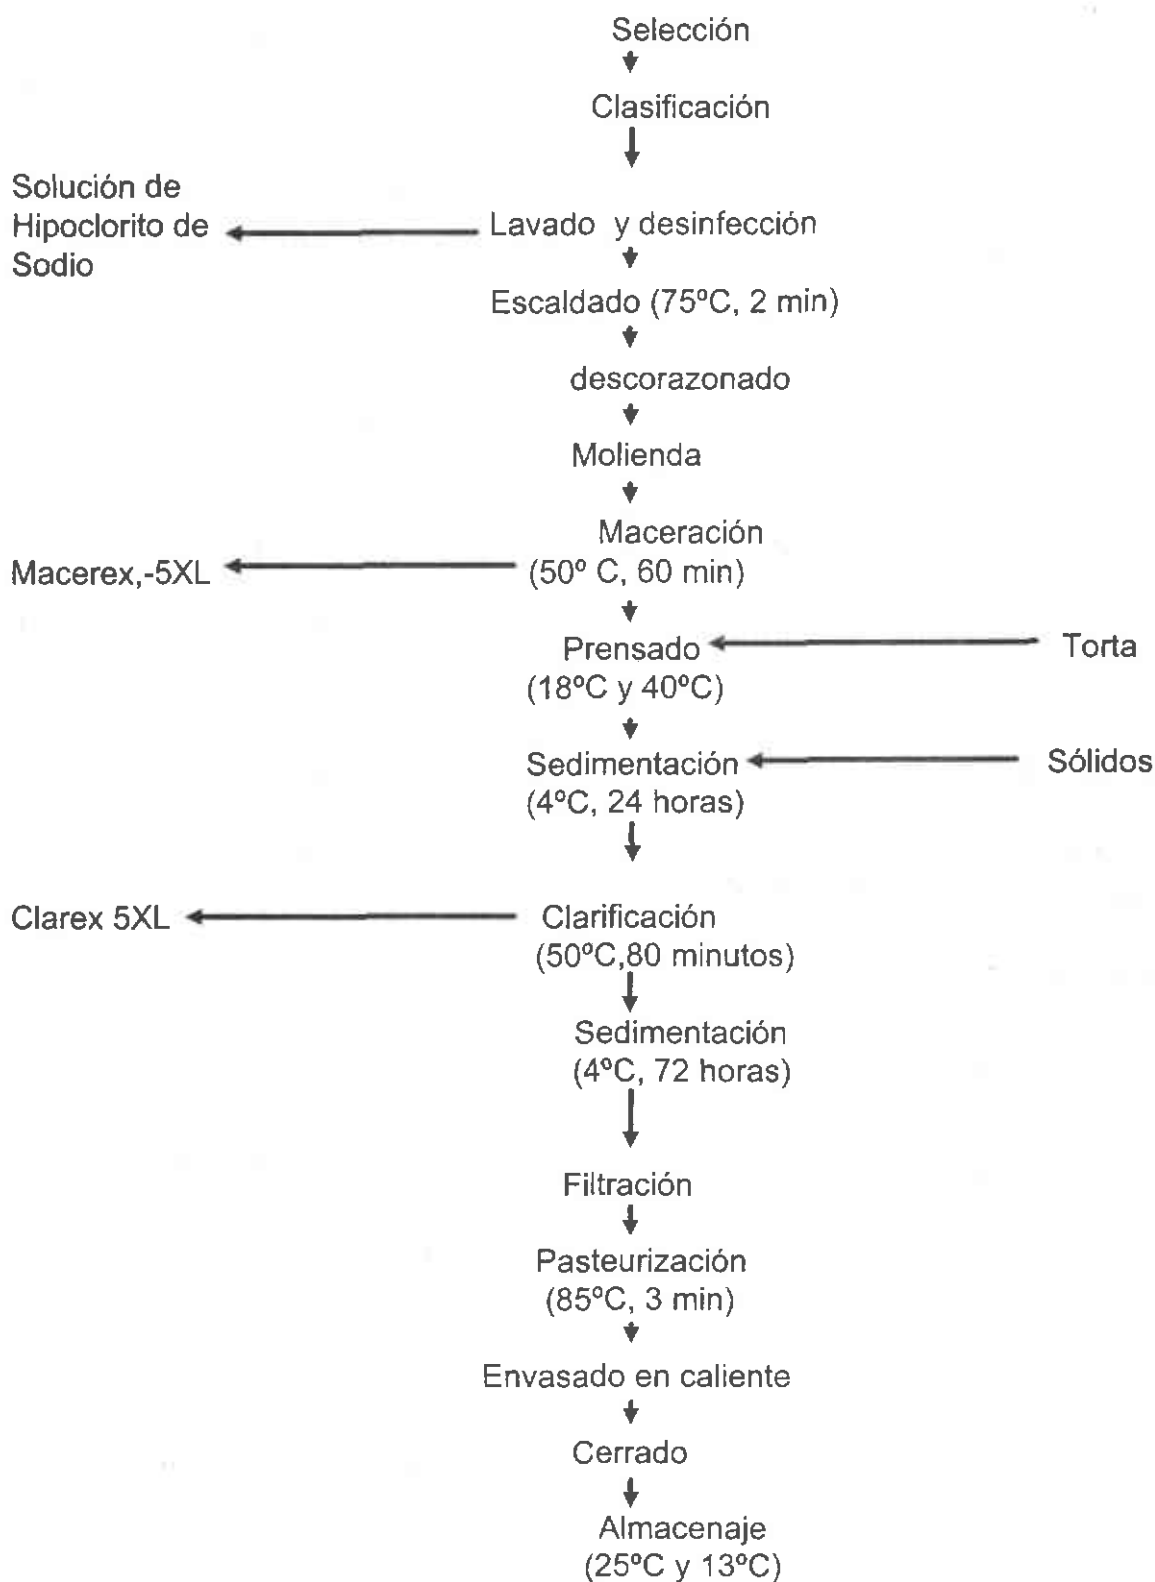 Selección
Clasificación
Solución de
Hipoclorito de
Sodio
Lavado y desinfección
Escaldado (75ºC, 2 min)
descorazonado
Molienda
Maceración
Macerex,-5XL
(50º C, 60 min)
Prensado
Torta
(18ºC y 40ºC)
Sedimentación
Sólidos
(4ºC, 24 horas)
Clarex 5XL
Clarificación
(50ºC,80 minutos)
Sedimentación
(4ºC, 72 horas)
Filtración
Pasteurización
(85ºC, 3 min)
Envasado en caliente
Cerrado
Almacenaje
(25ºC y 13ºC)